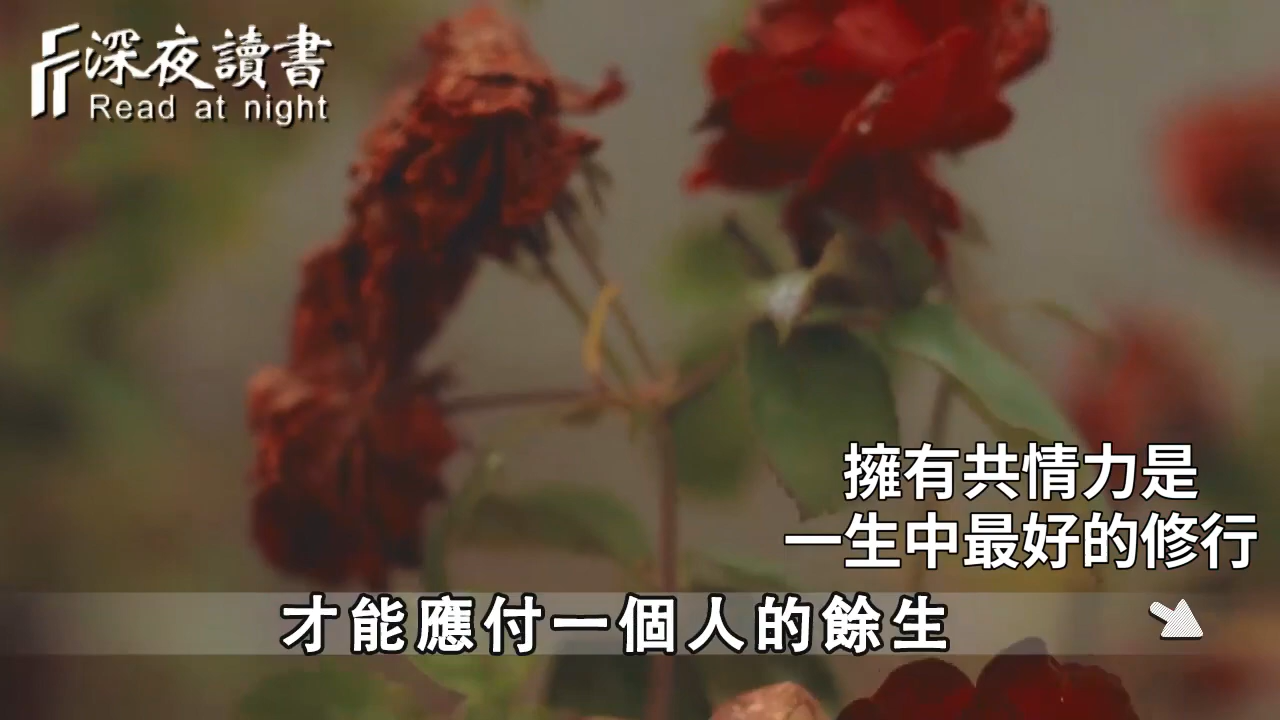 深夜讀書
Read at night
擁有共情力是
一生中最好的修行
才能應付一個人的餘生